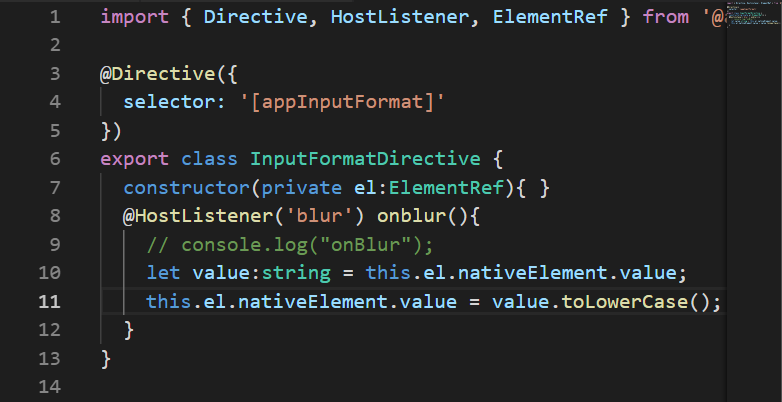 1 import { Directive, HostListener, ElementRef } from '@
2
3 @Directive({
4 selector: '[appInputFormat]'
5 })
6 export class InputFormatDirective {
7 constructor(private el:ElementRef){ }
8 @HostListener('blur') onblur(){
9 // console.log("onBlur");
10 let value:string = this.el.nativeElement.value;
11 this.el.nativeElement.value = value.toLowerCase();
12 }
13 }
14